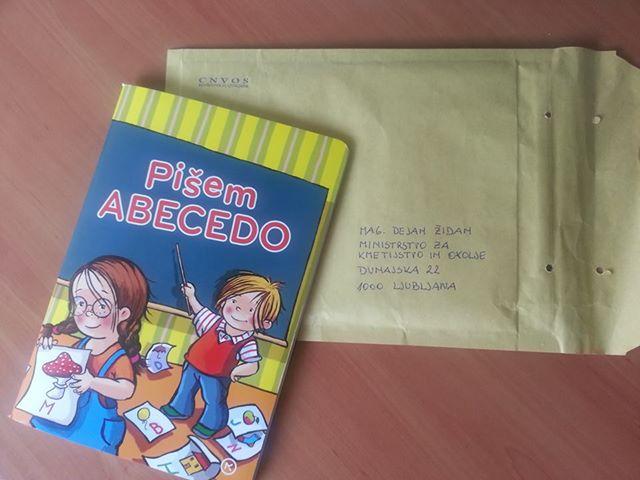 Pišem
ABECEDO
M
B
CNVOS
MAG. DEJAN ŽIDAN
MINISTRSTVO ZA
KMETIJSTVO IN OKOLJE
DUNAJSKA 22
1000 LJUBLJANA